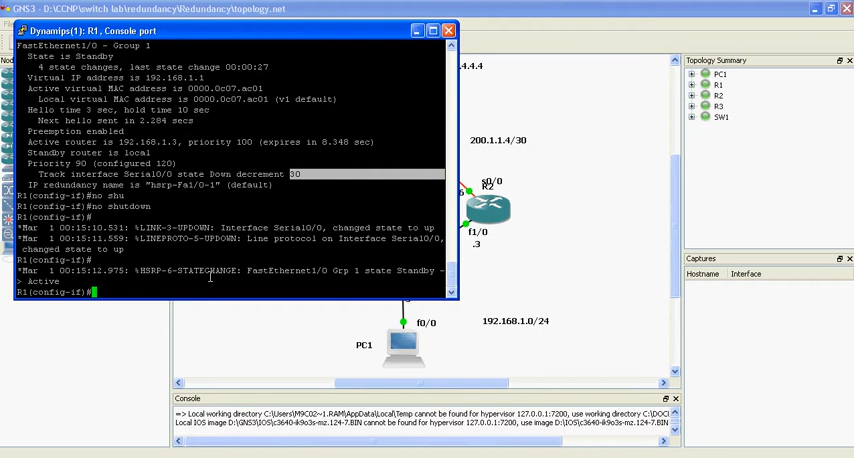 GNS3 - D:\CCNP\switch lab\redundancy\Redundancy\topology.net
Dynamips(1): R1, Console port
FastEthernet1/0 - Group 1
State is Standby
4 state changes, last state change 00:00:27
Virtual IP address is 192.168.1.1
Active virtual MAC address is 0000.0c07.ac01
Local virtual MAC address is 0000.0c07.ac01 (v1 default)
Hello time 3 sec, hold time 10 sec
Next hello sent in 2.284 secs
Preemption enabled
Active router is 192.168.1.3, priority 100 (expires in 8.348 sec)
Standby router is local
Priority 90 (configured 120)
Track interface Serial0/0 state Down decrement 30
IP redundancy name is "hsrp-Fa1/0-1" (default)
R1(config-if)#no shu
R1(config-if)#no shutdown
R1(config-if)#
*Mar 1 00:15:10.531: %LINK-3-UPDOWN: Interface Serial0/0, changed state to up
*Mar 1 00:15:11.559: %LINEPROTO-5-UPDOWN: Line protocol on Interface Serial0/0,
changed state to up
R1(config-if)#
*Mar 1 00:15:12.975: %HSRP-6-STATECHANGE: FastEthernet1/0 Grp 1 state Standby -
> Active
R1(config-if)#
4.4.4
200.1.1.4/30
s0/0
R2
f1/0
.3
f0/0
PC1
192.168.1.0/24
Topology Summary
PC1
R1
R2
R3
SW1
Captures
Hostname
Interface
Console
=> Local working directory C:\Users\M9C02~1.RAM\AppData\Local\Temp cannot be found for hypervisor 127.0.0.1:7200, use working directory C:\DOC
Local IOS image D:\GNS3\IOS\c3640-ik9o3s-mz.124-7.BIN cannot be found for hypervisor 127.0.0.1:7200, use D:\IOS\c3640-ik9o3s-mz.124-7.BIN